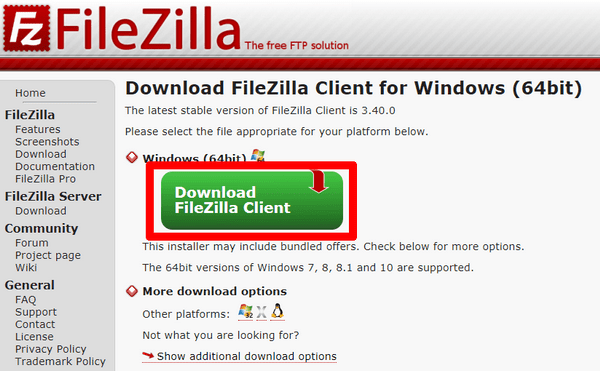 Fz FileZilla The free FTP solution
Home
FileZilla
Features
Screenshots
Download
Documentation
FileZilla Pro
FileZilla Server
Download
Community
Forum
Project page
Wiki
General
FAQ
Support
Contact
License
Privacy Policy
Trademark Policy
Download FileZilla Client for Windows (64bit)
The latest stable version of FileZilla Client is 3.40.0
Please select the file appropriate for your platform below.
Windows (64bit)
Download
FileZilla Client
This installer may include bundled offers. Check below for more options.
The 64bit versions of Windows 7, 8, 8.1 and 10 are supported.
More download options
Other platforms: 32 X
Not what you are looking for?
Show additional download options